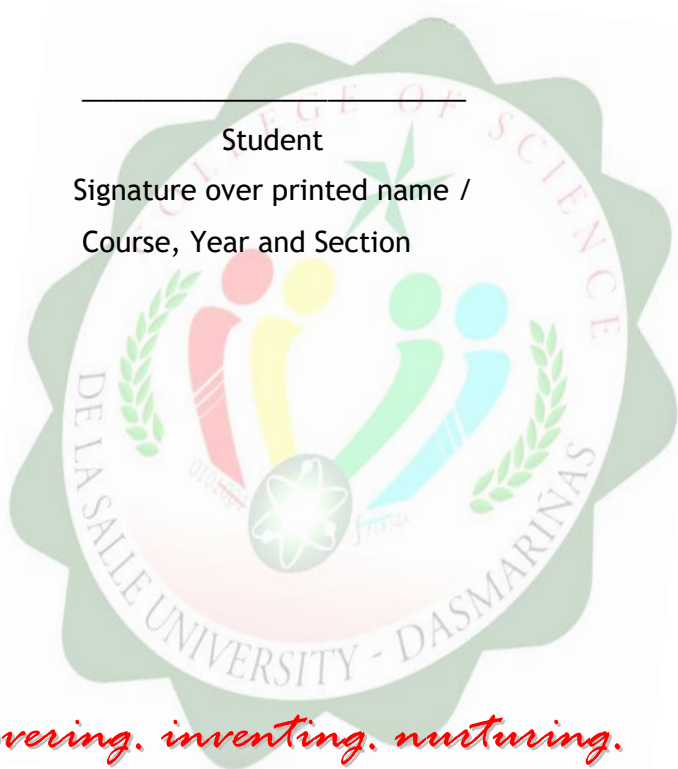 Student
Signature over printed name /
Course, Year and Section
COLLEGE OF SCIENCE
DE LA SALLE UNIVERSITY - DASMARIÑAS
vering. inventing. nurturing.